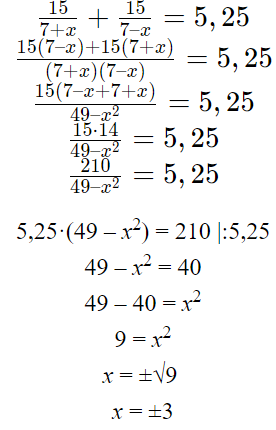 15/(7+x) + 15/(7–x) = 5,25
(15(7–x)+15(7+x))/((7+x)(7–x)) = 5,25
15(7–x+7+x)/(49–x²) = 5,25
15·14/(49–x²) = 5,25
210/(49–x²) = 5,25
5,25·(49 – x²) = 210 |:5,25
49 – x² = 40
49 – 40 = x²
9 = x²
x = ±√9
x = ±3